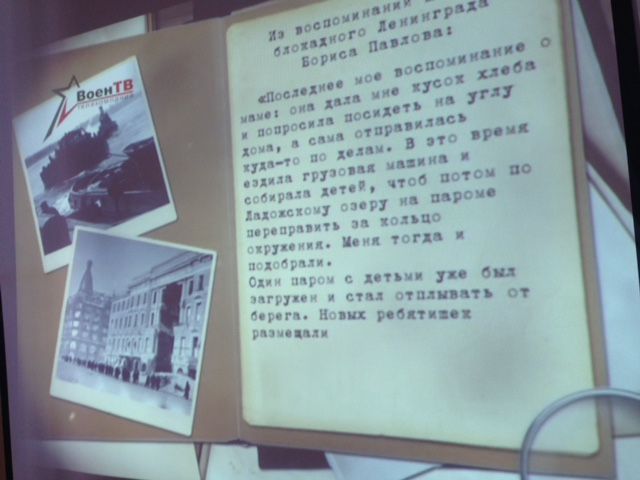 ВоенТВ
телекомпания
Из воспоминаний
блокадного Ленинграда
Бориса Павлова:
«Последнее мое воспоминание о
маме: она дала мне кусок хлеба
и попросила посидеть на углу
дома, а сама отправилась
куда-то по делам. В это время
ездила грузовая машина и
собирала детей, чтоб потом по
Ладожскому озеру на пароме
переправить за кольцо
окружения. Меня тогда и
подобрали.
Один паром с детьми уже был
загружен и стал отплывать от
берега. Новых ребятишек
размещали